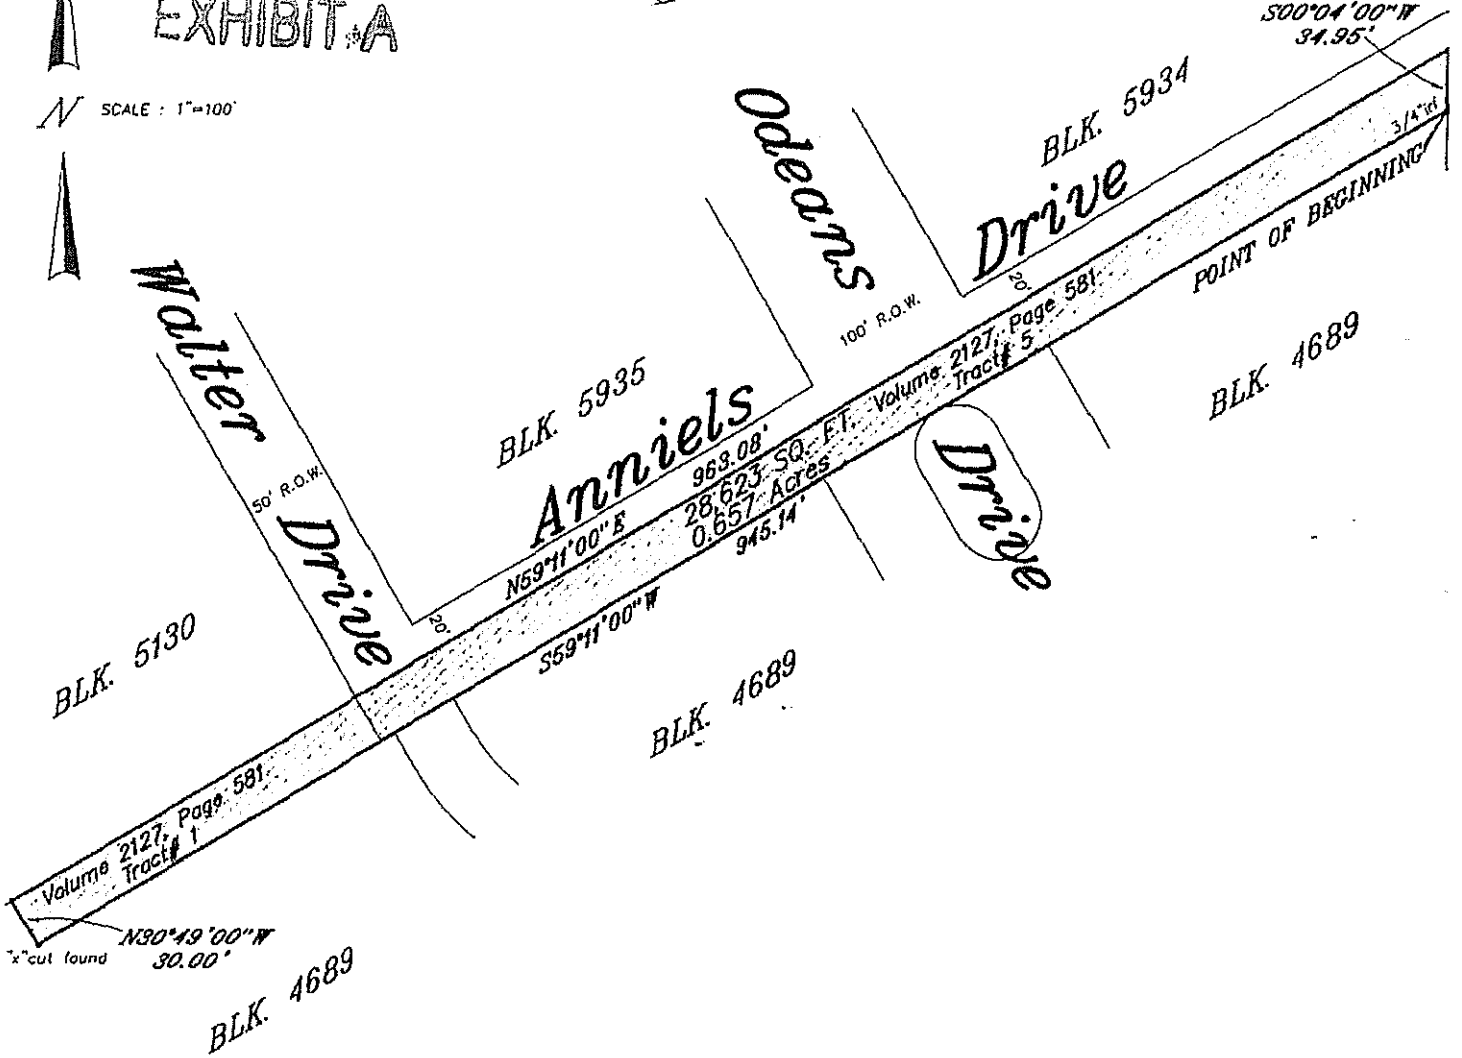 EXHIBIT A
S00°04'00"W
34.95'
N SCALE : 1"=100'
BLK. 5934
Odeans
Drive
3/4"irf
POINT OF BEGINNING
20'
100' R.O.W.
Walter
Drive
50' R.O.W.
BLK. 5935
Anniels
Drive
BLK. 4689
Volume 2127, Page 581
Tract# 5
963.08'
28,623 SQ. FT.
0.657 Acres
945.14'
N59°11'00"E
S59°11'00"W
20'
BLK. 5130
BLK. 4689
Volume 2127, Page 581
Tract# 1
N30°49'00"W
30.00'
"x"cut found
BLK. 4689